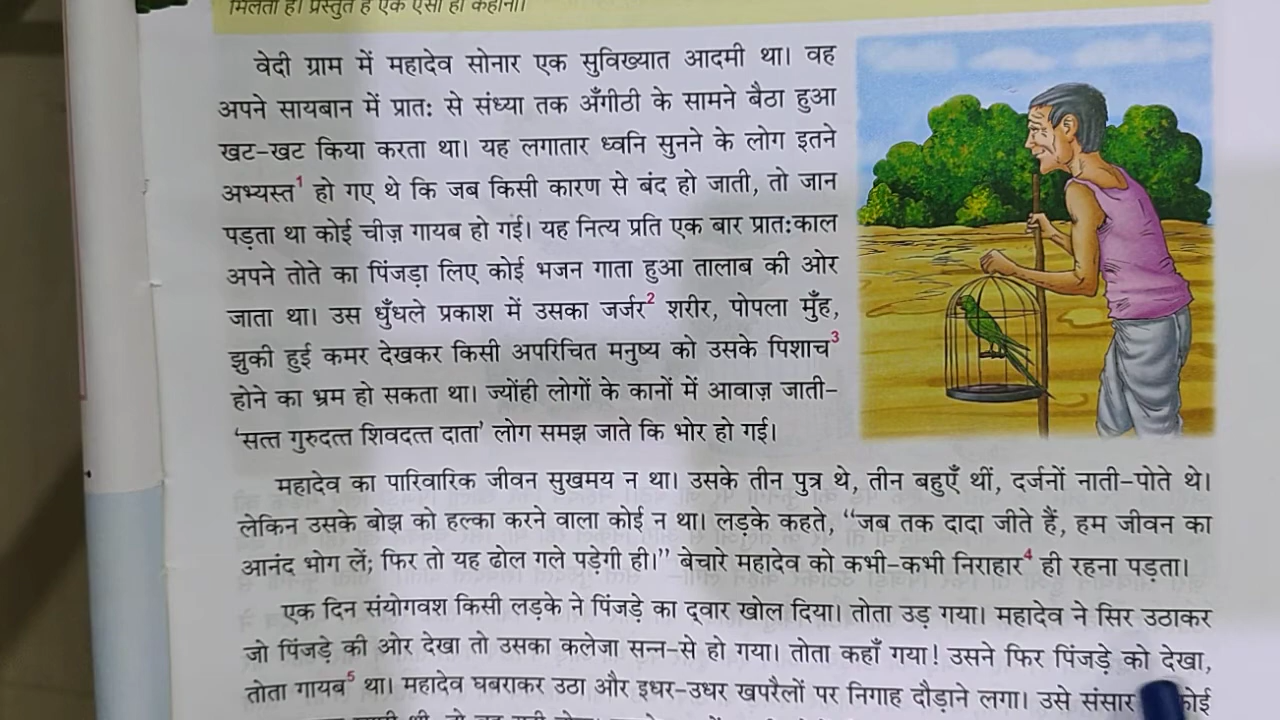 मिलता है। प्रस्तुत है एक ऐसी ही कहानी।
वेदी ग्राम में महादेव सोनार एक सुविख्यात आदमी था। वह
अपने सायबान में प्रातः से संध्या तक अँगीठी के सामने बैठा हुआ
खट-खट किया करता था। यह लगातार ध्वनि सुनने के लोग इतने
अभ्यस्त1 हो गए थे कि जब किसी कारण से बंद हो जाती, तो जान
पड़ता था कोई चीज़ गायब हो गई। यह नित्य प्रति एक बार प्रातःकाल
अपने तोते का पिंजड़ा लिए कोई भजन गाता हुआ तालाब की ओर
जाता था। उस धुँधले प्रकाश में उसका जर्जर2 शरीर, पोपला मुँह,
झुकी हुई कमर देखकर किसी अपरिचित मनुष्य को उसके पिशाच3
होने का भ्रम हो सकता था। ज्योंही लोगों के कानों में आवाज़ जाती-
'सत्त गुरुदत्त शिवदत्त दाता' लोग समझ जाते कि भोर हो गई।
महादेव का पारिवारिक जीवन सुखमय न था। उसके तीन पुत्र थे, तीन बहुएँ थीं, दर्जनों नाती-पोते थे।
लेकिन उसके बोझ को हल्का करने वाला कोई न था। लड़के कहते, "जब तक दादा जीते हैं, हम जीवन का
आनंद भोग लें; फिर तो यह ढोल गले पड़ेगी ही।" बेचारे महादेव को कभी-कभी निराहार4 ही रहना पड़ता।
एक दिन संयोगवश किसी लड़के ने पिंजड़े का द्वार खोल दिया। तोता उड़ गया। महादेव ने सिर उठाकर
जो पिंजड़े की ओर देखा तो उसका कलेजा सन्न-से हो गया। तोता कहाँ गया! उसने फिर पिंजड़े को देखा,
तोता गायब5 था। महादेव घबराकर उठा और इधर-उधर खपरैलों पर निगाह दौड़ाने लगा। उसे संसार कोई